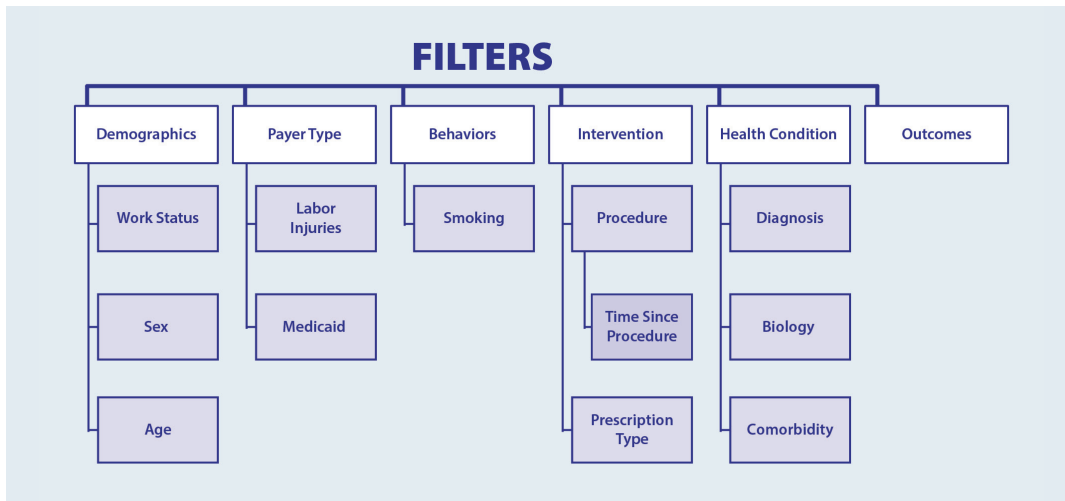 FILTERS
Demographics
Payer Type
Behaviors
Intervention
Health Condition
Outcomes
Work Status
Labor
Injuries
Smoking
Procedure
Diagnosis
Sex
Medicaid
Time Since
Procedure
Biology
Age
Prescription
Type
Comorbidity